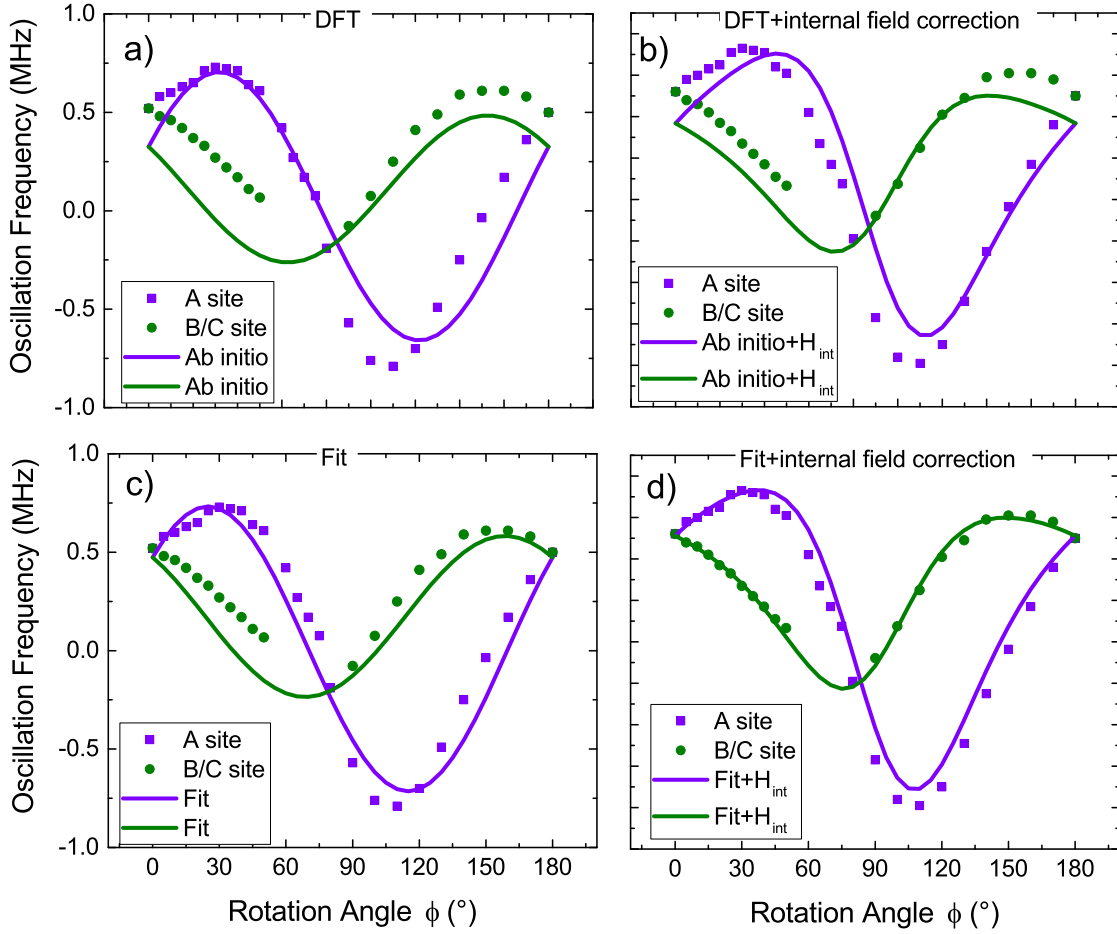 DFT
DFT+internal field correction
a)
b)
Oscillation Frequency (MHz)
1.0
0.5
0.0
-0.5
-1.0
A site
B/C site
Ab initio
Ab initio
A site
B/C site
Ab initio+H_int
Ab initio+H_int
Fit
Fit+internal field correction
c)
d)
Oscillation Frequency (MHz)
1.0
0.5
0.0
-0.5
-1.0
A site
B/C site
Fit
Fit
A site
B/C site
Fit+H_int
Fit+H_int
0 30 60 90 120 150 180
0 30 60 90 120 150 180
Rotation Angle ϕ (°)
Rotation Angle ϕ (°)